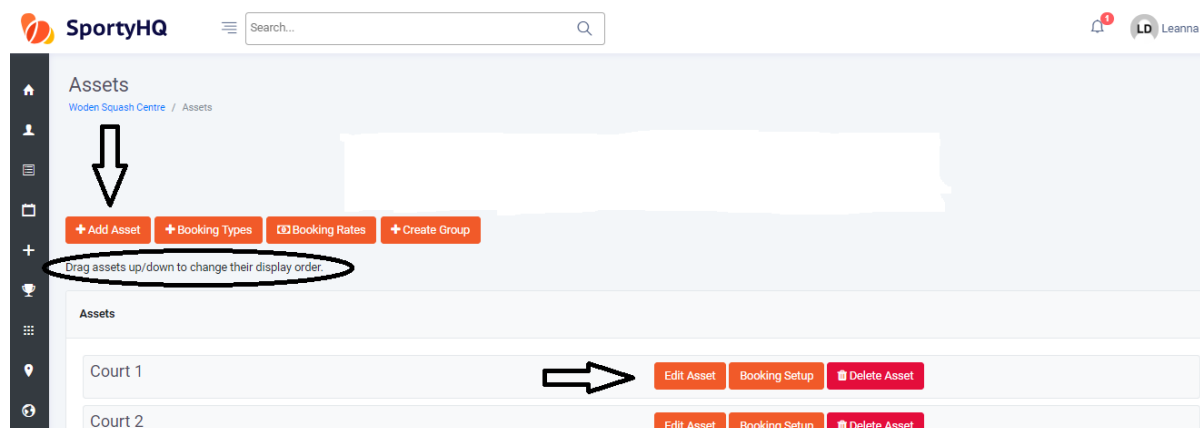 SportyHQ
Search...
1
LD Leanna
Assets
Woden Squash Centre / Assets
+ Add Asset + Booking Types Booking Rates + Create Group
Drag assets up/down to change their display order.
Assets
Court 1 Edit Asset Booking Setup Delete Asset
Court 2 Edit Asset Booking Setup Delete Asset